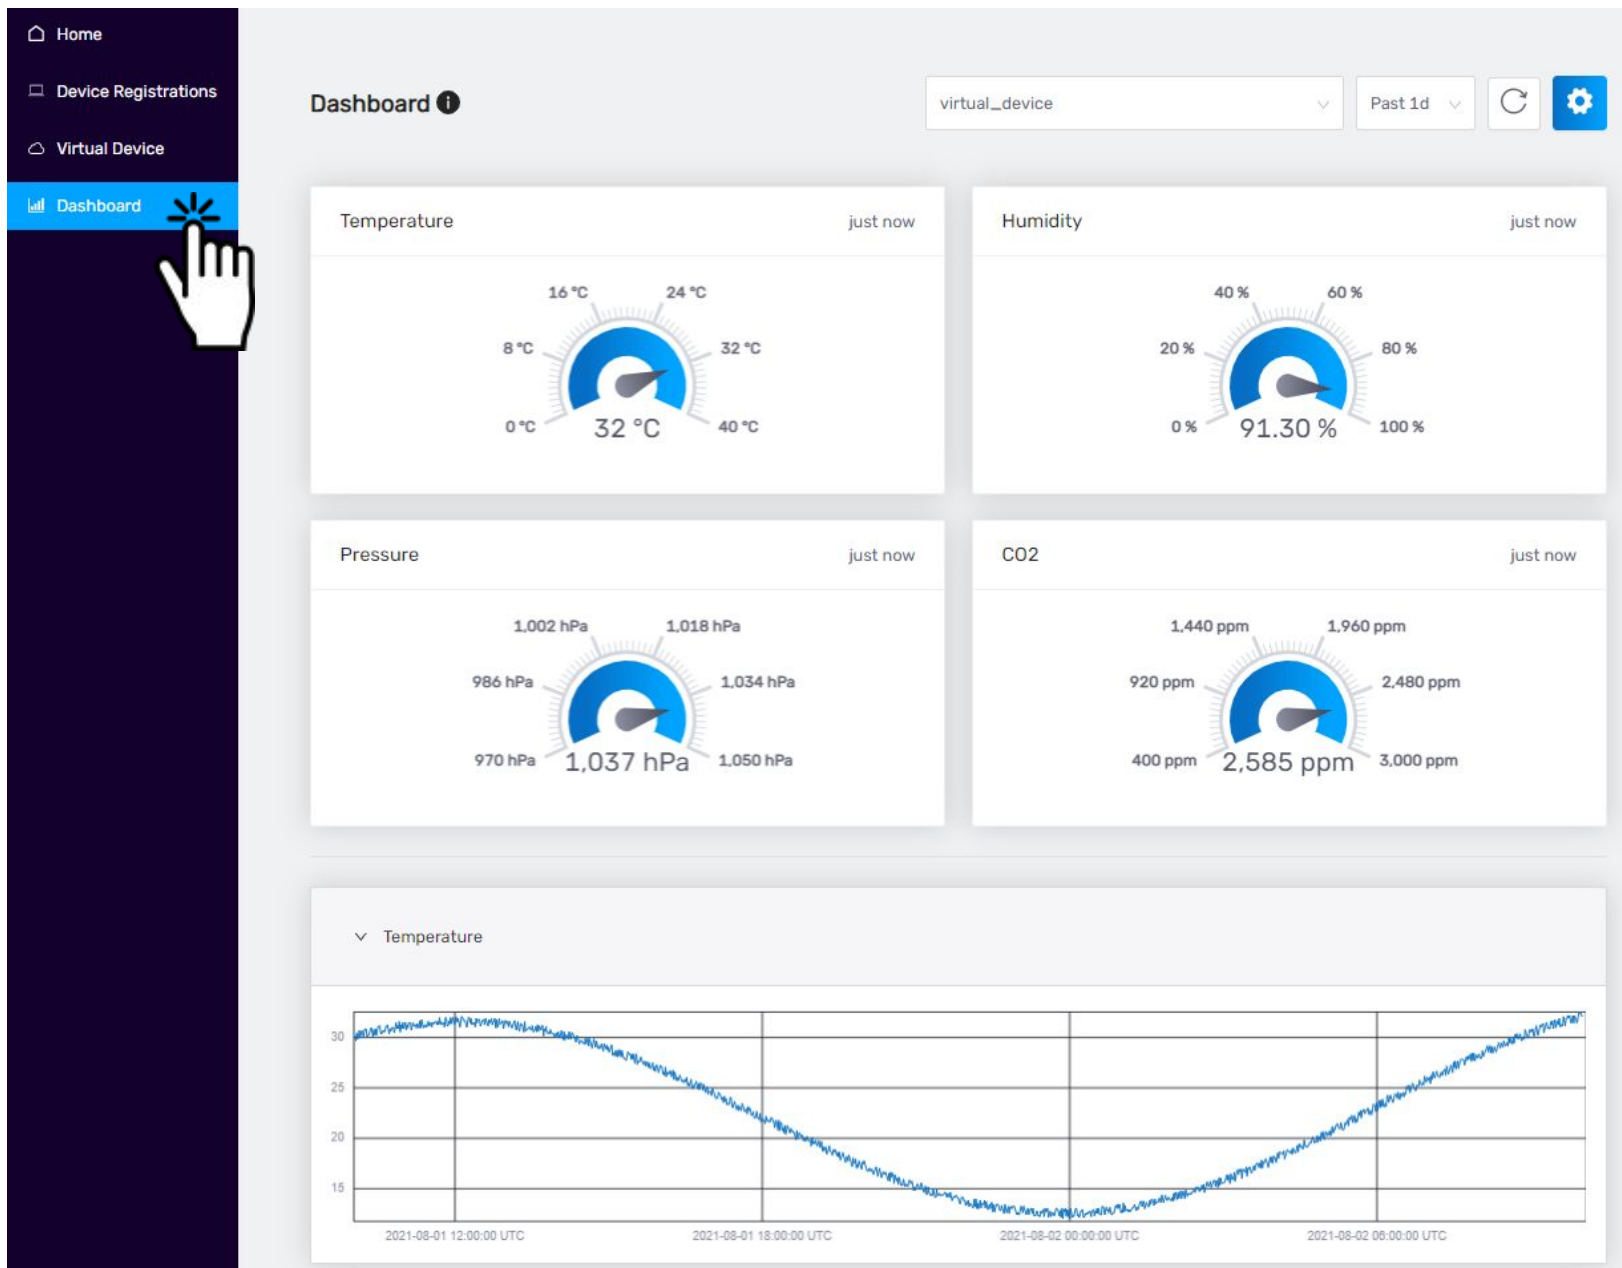 Home
Device Registrations
Virtual Device
Dashboard
Dashboard i
virtual_device
Past 1d
Temperature just now
16 °C 24 °C
8 °C 32 °C
0 °C 32 °C 40 °C
Humidity just now
40 % 60 %
20 % 80 %
0 % 91.30 % 100 %
Pressure just now
1,002 hPa 1,018 hPa
986 hPa 1,034 hPa
970 hPa 1,037 hPa 1,050 hPa
CO2 just now
1,440 ppm 1,960 ppm
920 ppm 2,480 ppm
400 ppm 2,585 ppm 3,000 ppm
Temperature
30
25
20
15
2021-08-01 12:00:00 UTC 2021-08-01 18:00:00 UTC 2021-08-02 00:00:00 UTC 2021-08-02 06:00:00 UTC